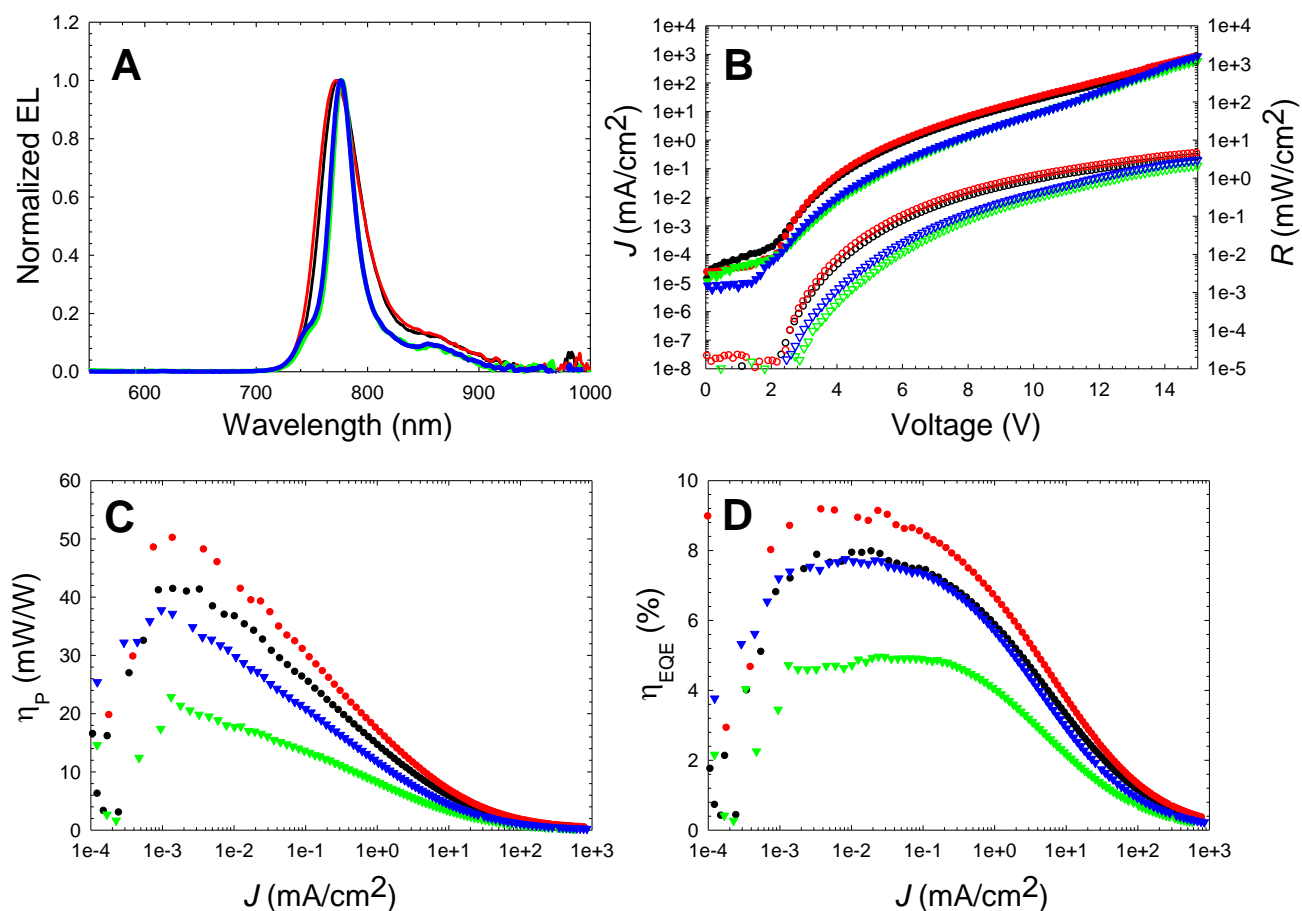 A
Normalized EL
1.2
1.0
0.8
0.6
0.4
0.2
0.0
600 700 800 900 1000
Wavelength (nm)
B
J (mA/cm2)
1e+4
1e+3
1e+2
1e+1
1e+0
1e-1
1e-2
1e-3
1e-4
1e-5
1e-6
1e-7
1e-8
0 2 4 6 8 10 12 14
Voltage (V)
1e+4
1e+3
1e+2
1e+1
1e+0
1e-1
1e-2
1e-3
1e-4
1e-5
R (mW/cm2)
C
ηP (mW/W)
60
50
40
30
20
10
0
1e-4 1e-3 1e-2 1e-1 1e+0 1e+1 1e+2 1e+3
J (mA/cm2)
D
ηEQE (%)
10
8
6
4
2
0
1e-4 1e-3 1e-2 1e-1 1e+0 1e+1 1e+2 1e+3
J (mA/cm2)